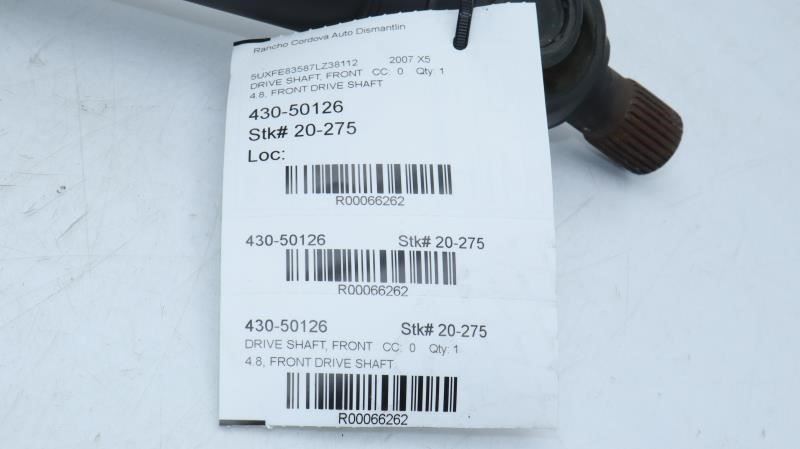 Rancho Cordova Auto Dismantlin
5UXFE83587LZ38112 2007 X5
DRIVE SHAFT, FRONT CC: 0 Qty: 1
4.8, FRONT DRIVE SHAFT
430-50126
Stk# 20-275
Loc:
R00066262
430-50126 Stk# 20-275
R00066262
430-50126 Stk# 20-275
DRIVE SHAFT, FRONT CC: 0 Qty: 1
4.8, FRONT DRIVE SHAFT
R00066262